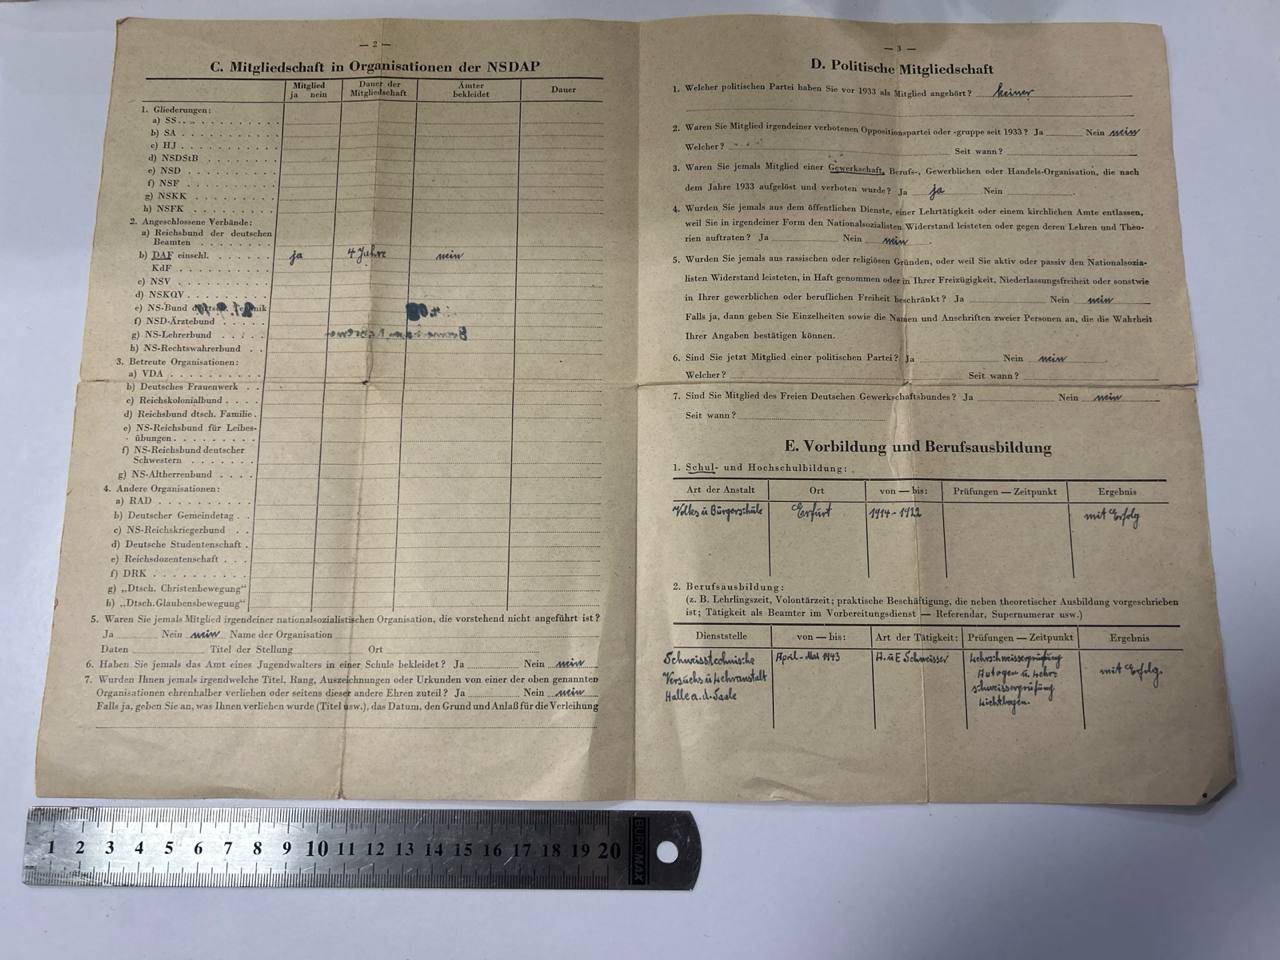 — 2 —
C. Mitgliedschaft in Organisationen der NSDAP
Mitglied ja nein
Dauer der Mitgliedschaft
Ämter bekleidet
Dauer
1. Gliederungen:
a) SS
b) SA
c) HJ
d) NSDStB
e) NSD
f) NSF
g) NSKK
h) NSFK
2. Angeschlossene Verbände:
a) Reichsbund der deutschen
Beamten
b) DAF einschl. ja 4 Jahre nein
KdF
c) NSV
d) NSKOV
e) NS-Bund deutsch. Technik
f) NSD-Ärztebund
g) NS-Lehrerbund
h) NS-Rechtswahrerbund
3. Betreute Organisationen:
a) VDA
b) Deutsches Frauenwerk
c) Reichskolonialbund
d) Reichsbund dtsch. Familie
e) NS-Reichsbund für Leibes-
übungen
f) NS-Reichsbund deutscher
Schwestern
g) NS-Altherrenbund
4. Andere Organisationen:
a) RAD
b) Deutscher Gemeindetag
c) NS-Reichskriegerbund
d) Deutsche Studentenschaft
e) Reichsdozentenschaft
f) DRK
g) „Dtsch. Christenbewegung“
h) „Dtsch. Glaubensbewegung“
5. Waren Sie jemals Mitglied irgendeiner nationalsozialistischen Organisation, die vorstehend nicht angeführt ist?
Ja Nein nein Name der Organisation
Daten Titel der Stellung Ort
6. Haben Sie jemals das Amt eines Jugendwalters in einer Schule bekleidet? Ja Nein nein
7. Wurden Ihnen jemals irgendwelche Titel, Rang, Auszeichnungen oder Urkunden von einer der oben genannten
Organisationen ehrenhalber verliehen oder seitens dieser andere Ehren zuteil? Ja Nein nein
Falls ja, geben Sie an, was Ihnen verliehen wurde (Titel usw.), das Datum, den Grund und Anlaß für die Verleihung
— 3 —
D. Politische Mitgliedschaft
1. Welcher politischen Partei haben Sie vor 1933 als Mitglied angehört? keiner
2. Waren Sie Mitglied irgendeiner verbotenen Oppositionspartei oder -gruppe seit 1933? Ja Nein nein
Welcher? Seit wann?
3. Waren Sie jemals Mitglied einer Gewerkschaft, Berufs-, Gewerblichen oder Handels-Organisation, die nach
dem Jahre 1933 aufgelöst und verboten wurde? Ja ja Nein
4. Wurden Sie jemals aus dem öffentlichen Dienste, einer Lehrtätigkeit oder einem kirchlichen Amte entlassen,
weil Sie in irgendeiner Form den Nationalsozialisten Widerstand leisteten oder gegen deren Lehren und Theo-
rien auftraten? Ja Nein nein
5. Wurden Sie jemals aus rassischen oder religiösen Gründen, oder weil Sie aktiv oder passiv den Nationalsozia-
listen Widerstand leisteten, in Haft genommen oder in Ihrer Freizügigkeit, Niederlassungsfreiheit oder sonstwie
in Ihrer gewerblichen oder beruflichen Freiheit beschränkt? Ja Nein nein
Falls ja, dann geben Sie Einzelheiten sowie die Namen und Anschriften zweier Personen an, die die Wahrheit
Ihrer Angaben bestätigen können.
6. Sind Sie jetzt Mitglied einer politischen Partei? Ja Nein nein
Welcher? Seit wann?
7. Sind Sie Mitglied des Freien Deutschen Gewerkschaftsbundes? Ja Nein nein
Seit wann?
E. Vorbildung und Berufsausbildung
1. Schul- und Hochschulbildung:
Art der Anstalt Ort von — bis: Prüfungen — Zeitpunkt Ergebnis
Volks u Bürgerschule Erfurt 1914 - 1922 mit Erfolg
2. Berufsausbildung:
(z. B. Lehrlingszeit, Volontärzeit; praktische Beschäftigung, die neben theoretischer Ausbildung vorgeschrieben
ist; Tätigkeit als Beamter im Vorbereitungsdienst — Referendar, Supernumerar usw.)
Dienststelle von — bis: Art der Tätigkeit: Prüfungen — Zeitpunkt Ergebnis
Schweisstechnische April - Mai 1943 A. u E Schweisser Lehrschweisserprüfung mit Erfolg.
Versuchs u Lehranstalt Autogen u. Lehr-
Halle a. d. Saale schweisserprüfung
Lichtbogen.
1 2 3 4 5 6 7 8 9 10 11 12 13 14 15 16 17 18 19 20
BÜROMAX